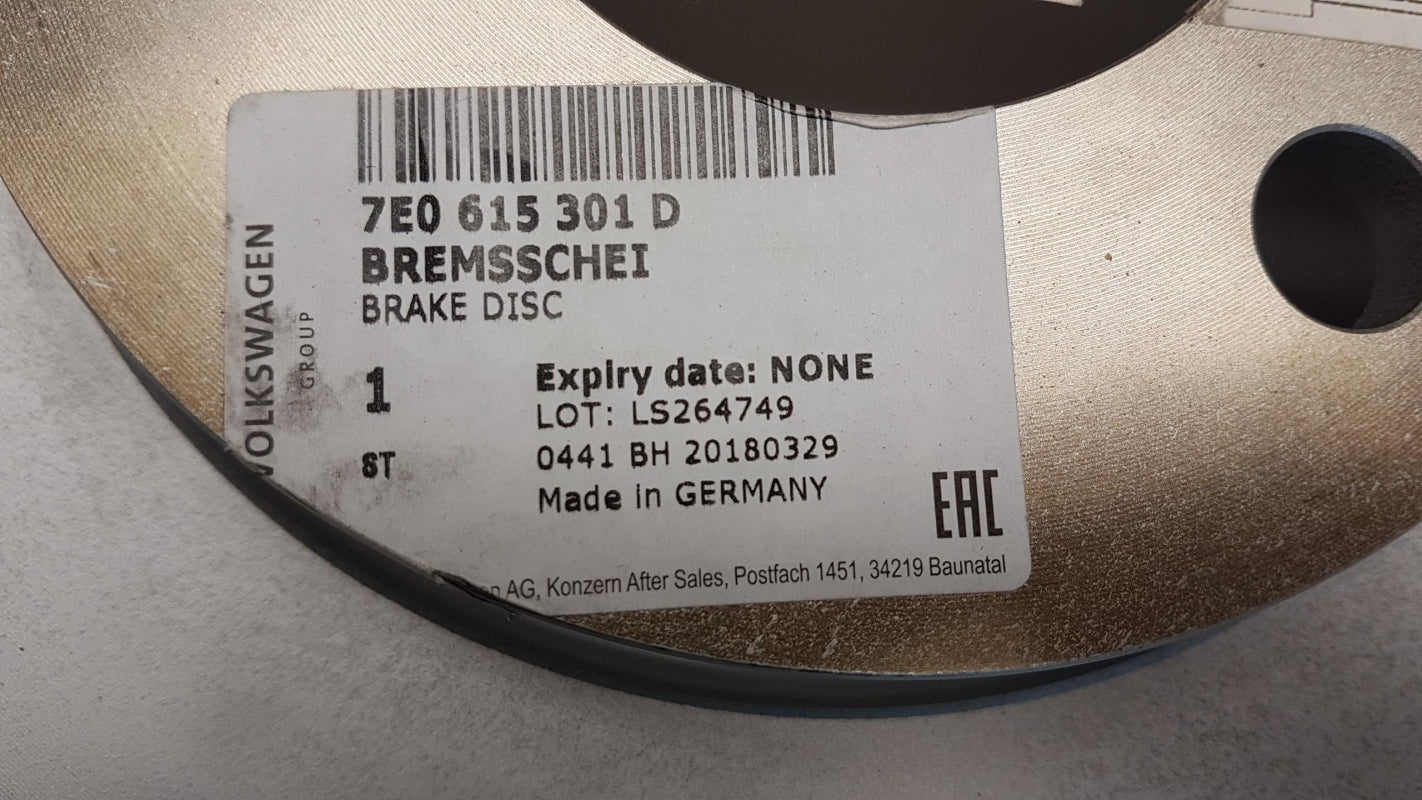 7E0 615 301 D
BREMSSCHEI
BRAKE DISC
VOLKSWAGEN
GROUP
1
ST
Expiry date: NONE
LOT: LS264749
0441 BH 20180329
Made in GERMANY
EAC
AG, Konzern After Sales, Postfach 1451, 34219 Baunatal